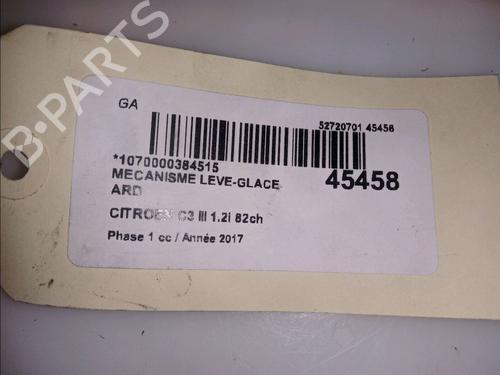 B-PARTS
GA
52720701 45458
*1070000384515
MECANISME LEVE-GLACE
45458
ARD
CITROEN C3 III 1.2i 82ch
Phase 1 cc / Année 2017